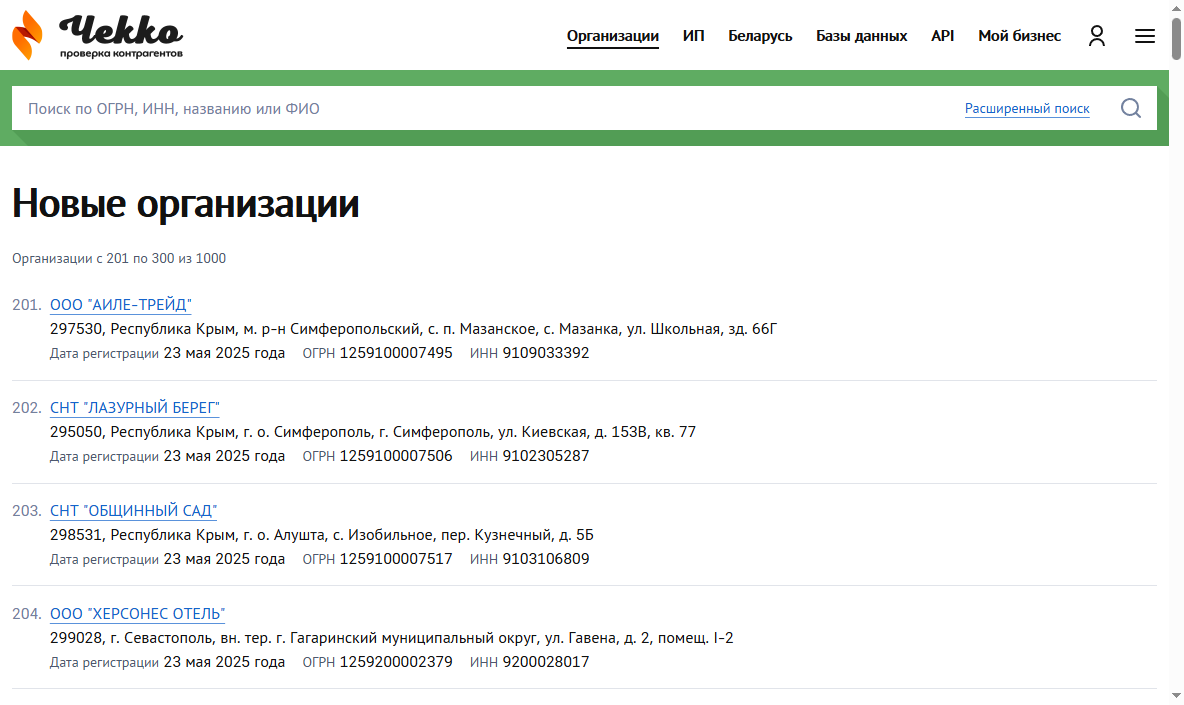 Чекко
проверка контрагентов
Организации ИП Беларусь Базы данных API Мой бизнес
Поиск по ОГРН, ИНН, названию или ФИО Расширенный поиск
Новые организации
Организации с 201 по 300 из 1000
201. ООО "АИЛЕ-ТРЕЙД"
297530, Республика Крым, м. р-н Симферопольский, с. п. Мазанское, с. Мазанка, ул. Школьная, зд. 66Г
Дата регистрации 23 мая 2025 года ОГРН 1259100007495 ИНН 9109033392
202. СНТ "ЛАЗУРНЫЙ БЕРЕГ"
295050, Республика Крым, г. о. Симферополь, г. Симферополь, ул. Киевская, д. 153В, кв. 77
Дата регистрации 23 мая 2025 года ОГРН 1259100007506 ИНН 9102305287
203. СНТ "ОБЩИННЫЙ САД"
298531, Республика Крым, г. о. Алушта, с. Изобильное, пер. Кузнечный, д. 5Б
Дата регистрации 23 мая 2025 года ОГРН 1259100007517 ИНН 9103106809
204. ООО "ХЕРСОНЕС ОТЕЛЬ"
299028, г. Севастополь, вн. тер. г. Гагаринский муниципальный округ, ул. Гавена, д. 2, помещ. I-2
Дата регистрации 23 мая 2025 года ОГРН 1259200002379 ИНН 9200028017